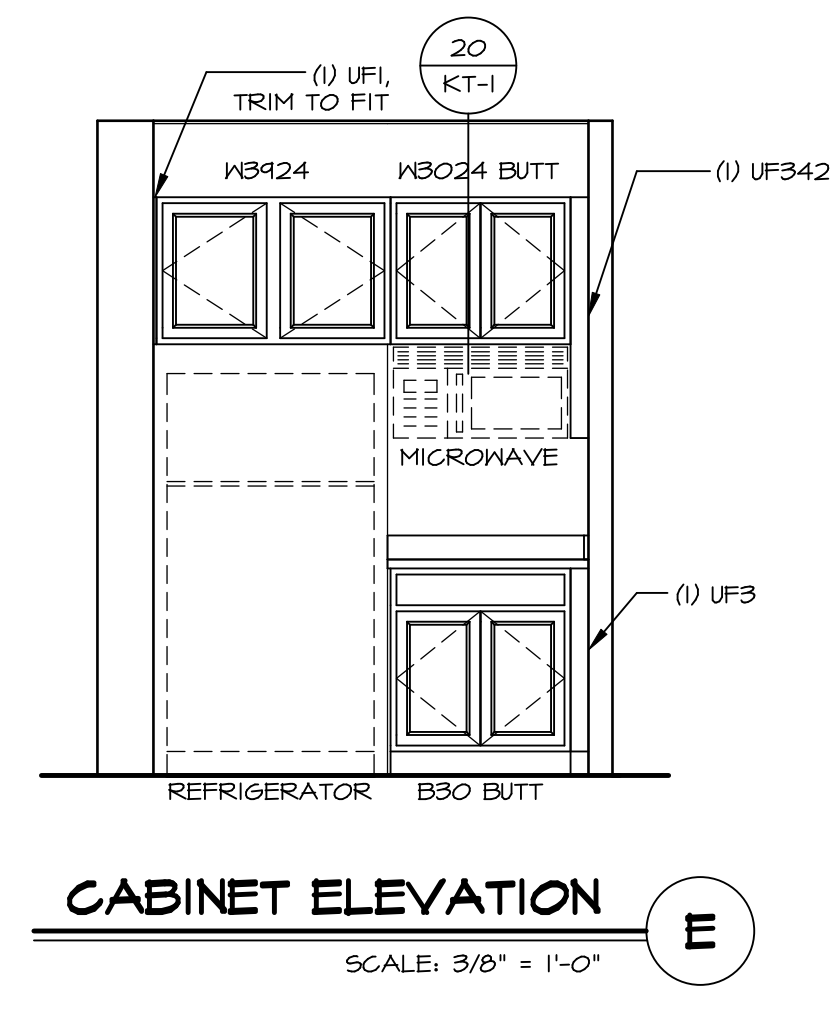 20
KT-1
(1) UF1,
TRIM TO FIT
W3924
W3024 BUTT
(1) UF342
MICROWAVE
(1) UF3
REFRIGERATOR
B30 BUTT
CABINET ELEVATION
E
SCALE: 3/8" = 1'-0"